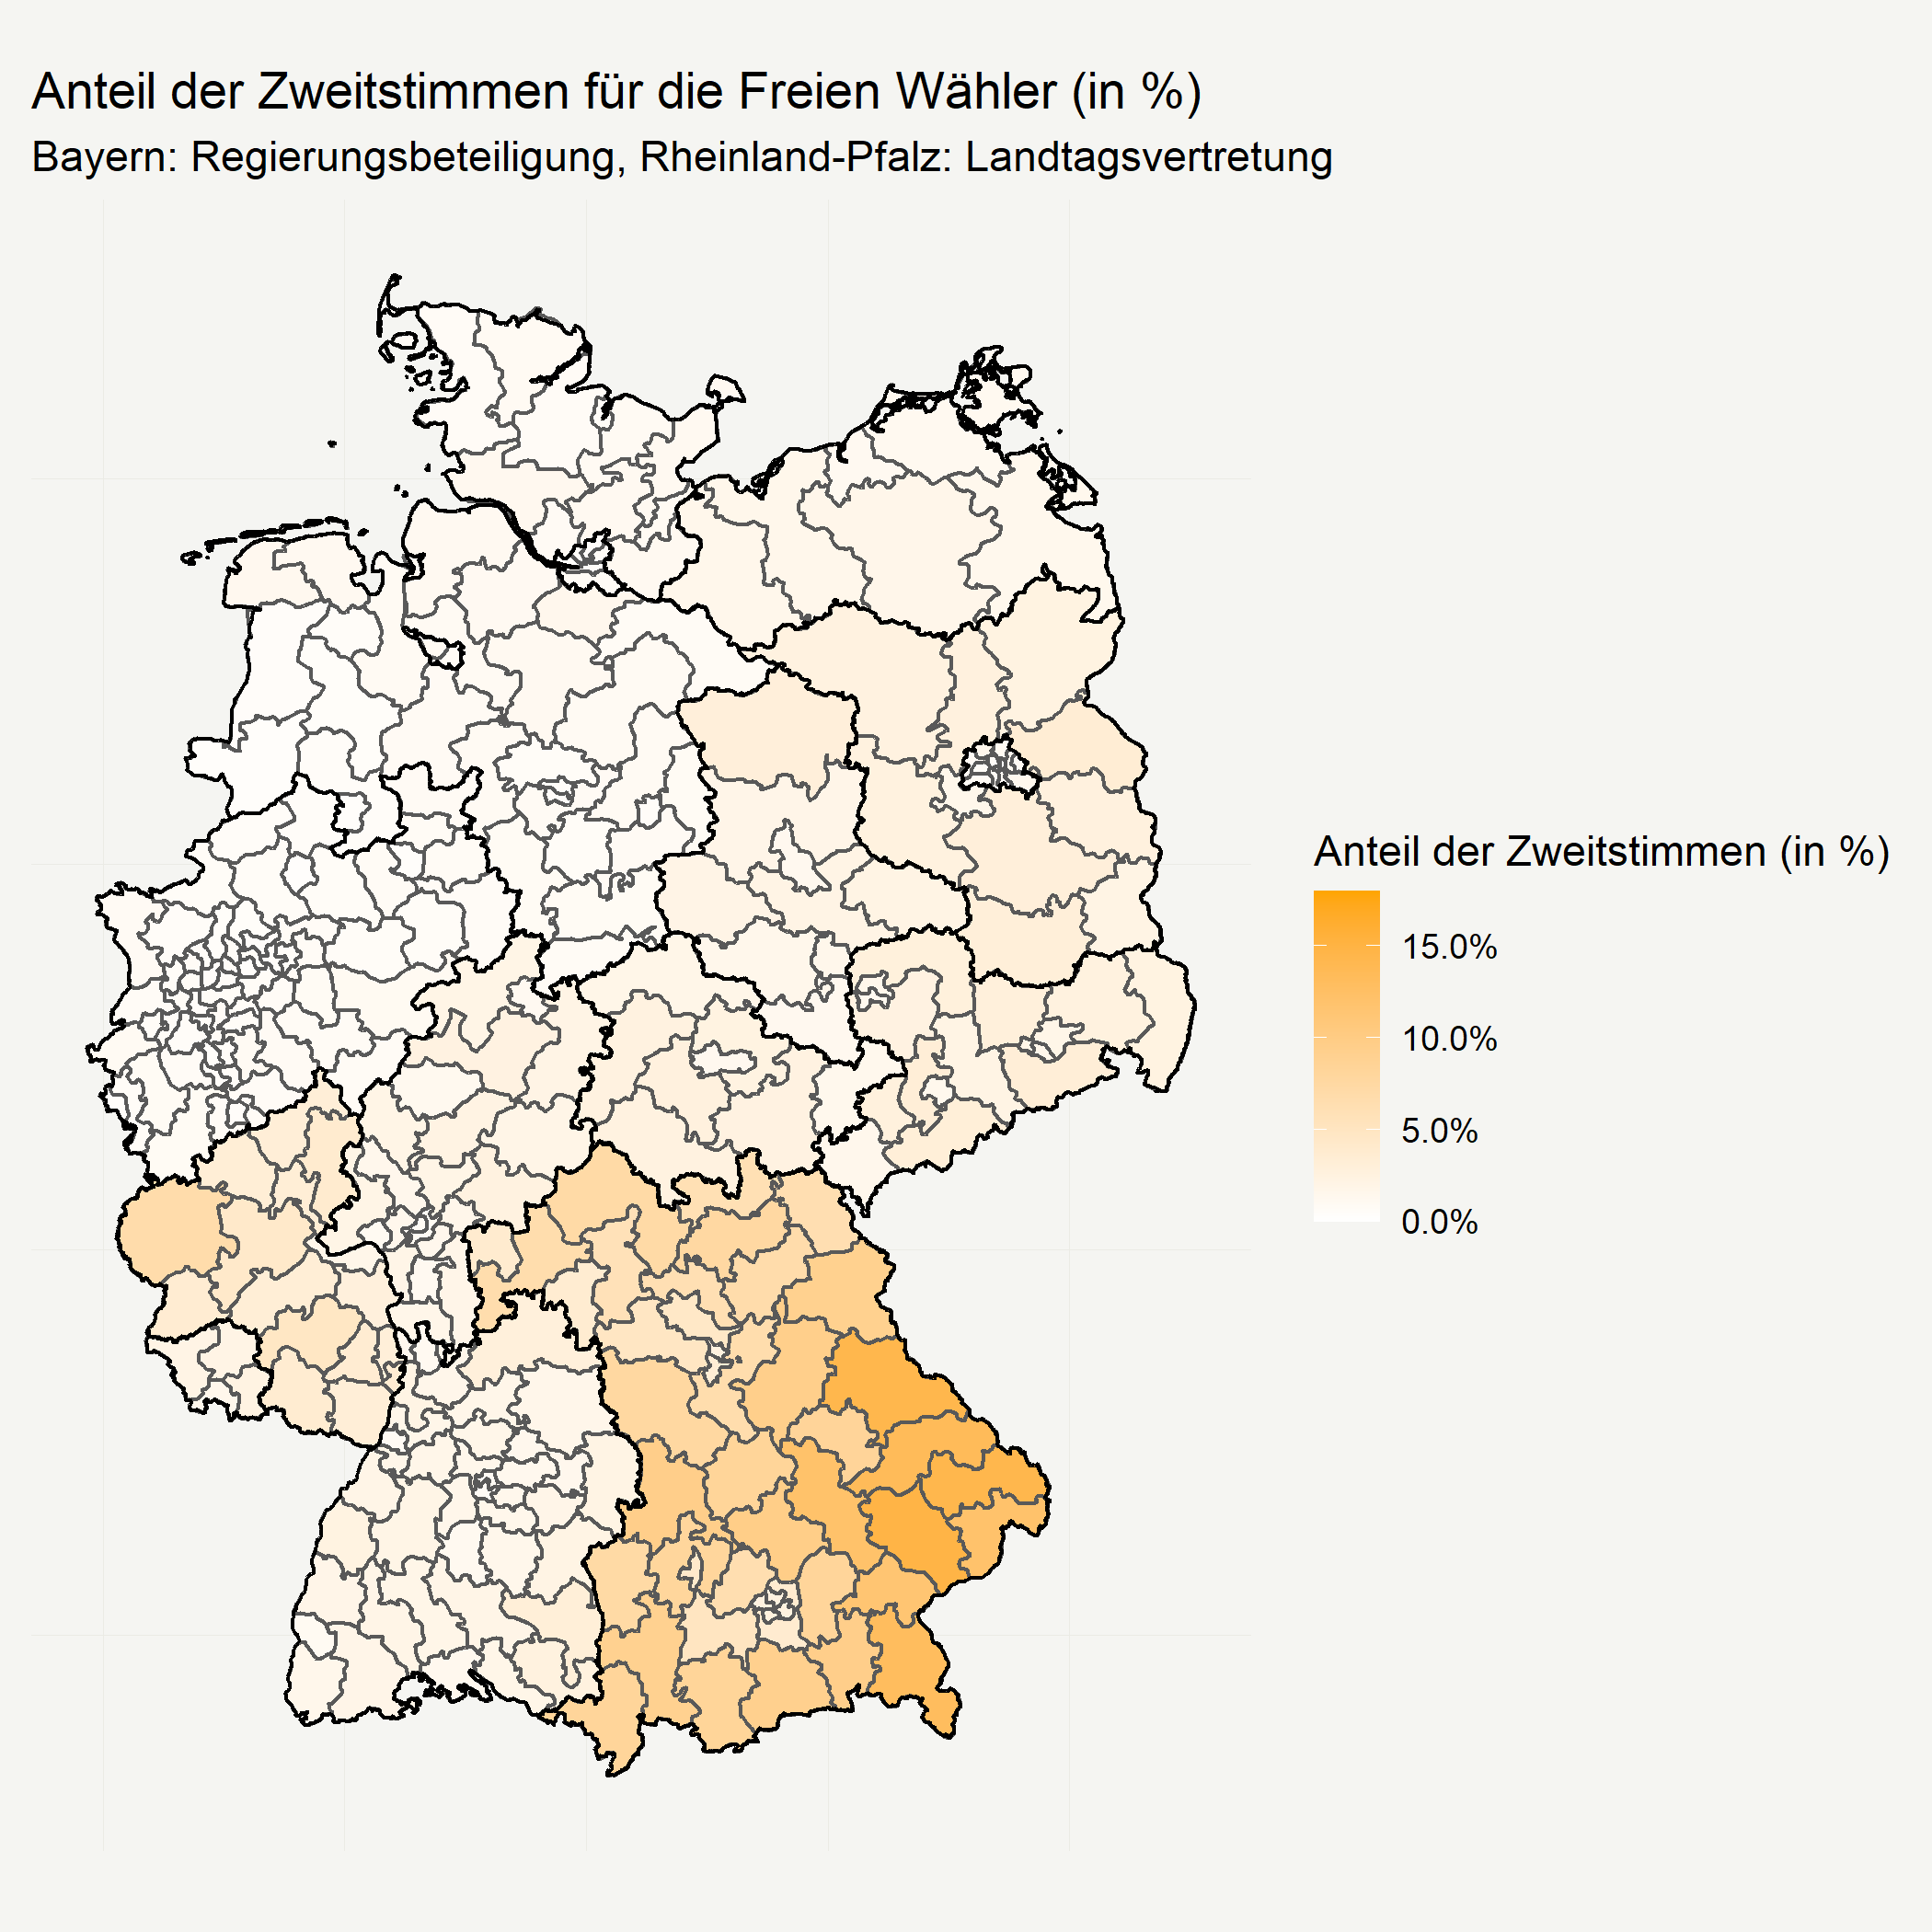 Anteil der Zweitstimmen für die Freien Wähler (in %)
Bayern: Regierungsbeteiligung, Rheinland-Pfalz: Landtagsvertretung
Anteil der Zweitstimmen (in %)
15.0%
10.0%
5.0%
0.0%